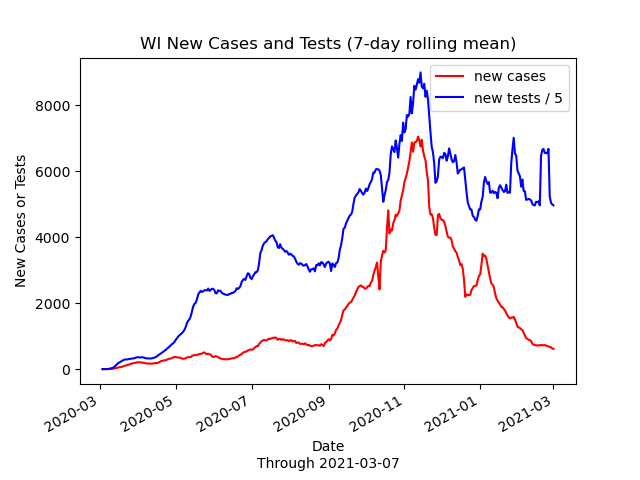 WI New Cases and Tests (7-day rolling mean)
new cases
new tests / 5
New Cases or Tests
8000
6000
4000
2000
0
2020-03
2020-05
2020-07
2020-09
2020-11
2021-01
2021-03
Date
Through 2021-03-07